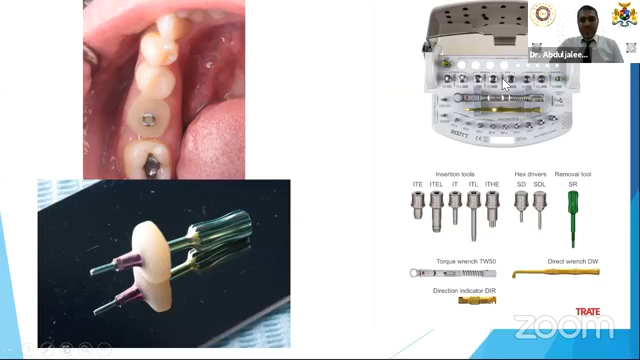 Dr. Abduljalee...
ROOTT
Insertion tools
Hex drivers
Removal tool
ITE ITEL IT ITL ITHE
SD SDL
SR
Torque wrench TW50
Direct wrench DW
Direction indicator DIR
TRATE
zoom